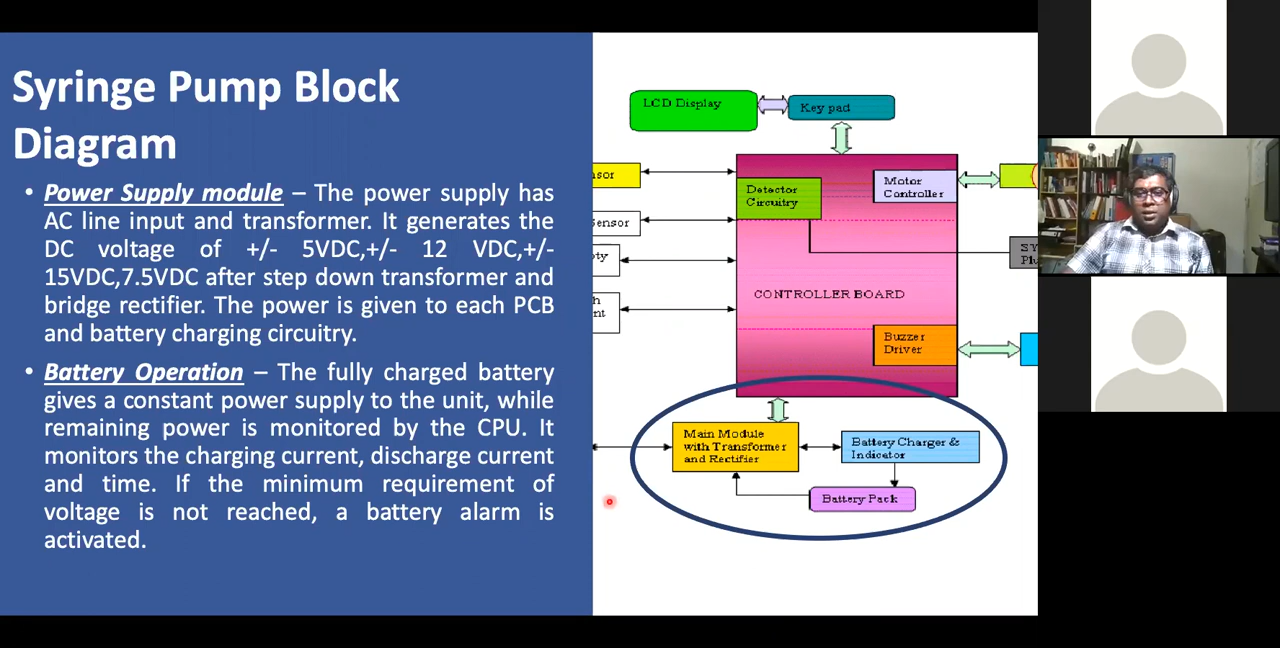 Syringe Pump Block
Diagram
• Power Supply module – The power supply has
AC line input and transformer. It generates the
DC voltage of +/- 5VDC,+/- 12 VDC,+/-
15VDC,7.5VDC after step down transformer and
bridge rectifier. The power is given to each PCB
and battery charging circuitry.
• Battery Operation – The fully charged battery
gives a constant power supply to the unit, while
remaining power is monitored by the CPU. It
monitors the charging current, discharge current
and time. If the minimum requirement of
voltage is not reached, a battery alarm is
activated.
LCD Display
Key pad
Detector
Circuitry
Motor
Controller
CONTROLLER BOARD
Buzzer
Driver
Main Module
with Transformer
and Rectifier
Battery Charger &
Indicator
Battery Pack